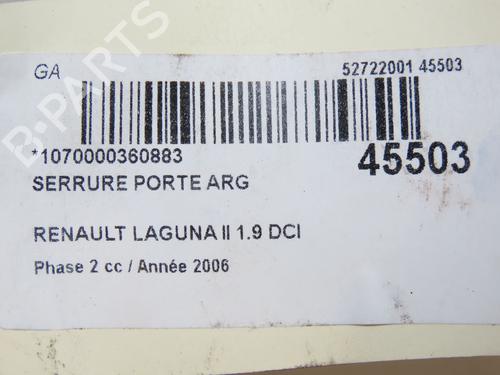 GA
52722001 45503
*1070000360883
45503
SERRURE PORTE ARG
RENAULT LAGUNA II 1.9 DCI
Phase 2 cc / Année 2006
B-PARTS